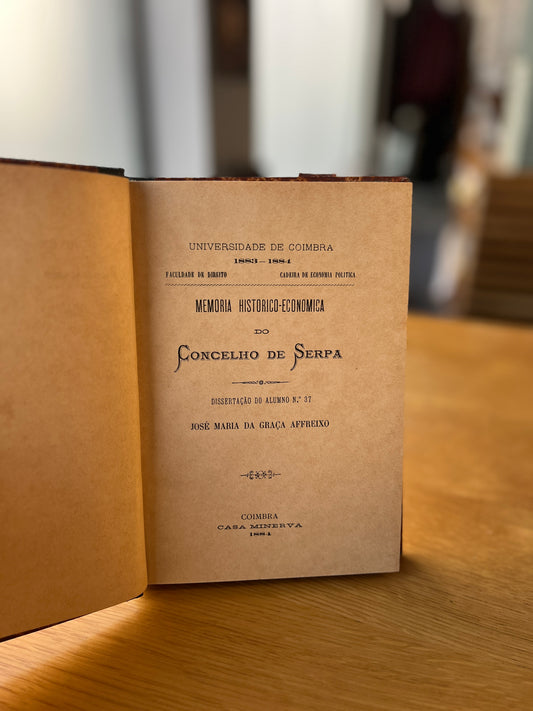 UNIVERSIDADE DE COIMBRA
1883–1884
FACULDADE DE DIREITO CADEIRA DE ECONOMIA POLITICA
MEMORIA HISTORICO-ECONOMICA
DO
CONCELHO DE SERPA
DISSERTAÇÃO DO ALUMNO N.º 37
JOSÉ MARIA DA GRAÇA AFFREIXO
COIMBRA
CASA MINERVA
1884